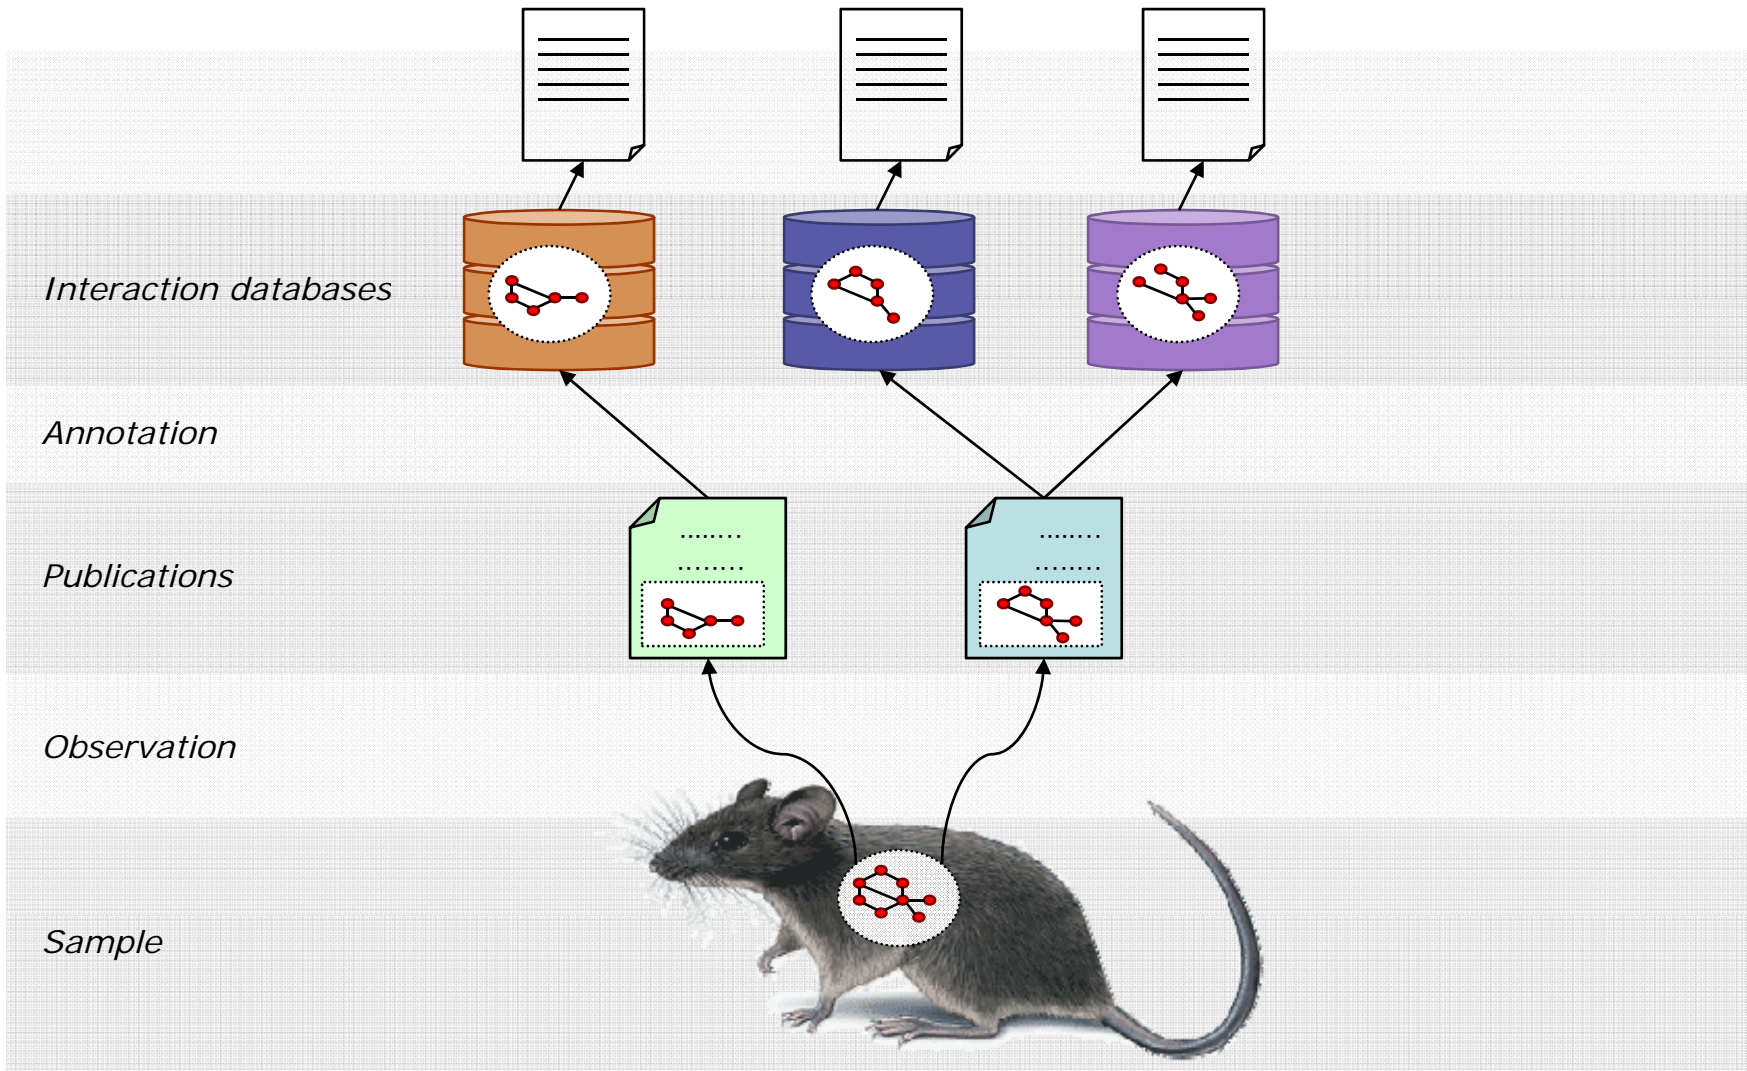 Interaction databases
Annotation
Publications
Observation
Sample